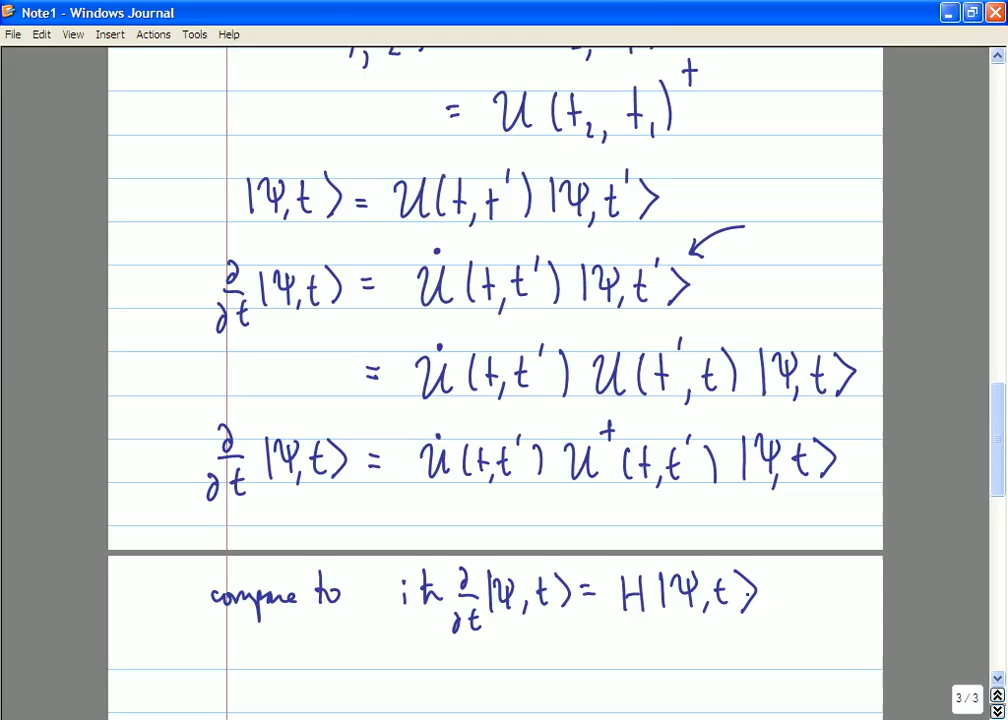 Note1 - Windows Journal
File Edit View Insert Actions Tools Help
= U (t₂, t₁)†
|Ψ,t⟩ = U(t,t') |Ψ,t'⟩
∂/∂t |Ψ,t⟩ = U̇ (t,t') |Ψ,t'⟩
= U̇ (t,t') U (t',t) |Ψ,t⟩
∂/∂t |Ψ,t⟩ = U̇ (t,t') U† (t,t') |Ψ,t⟩
compare to iħ ∂/∂t |Ψ,t⟩ = H |Ψ,t⟩
3 / 3